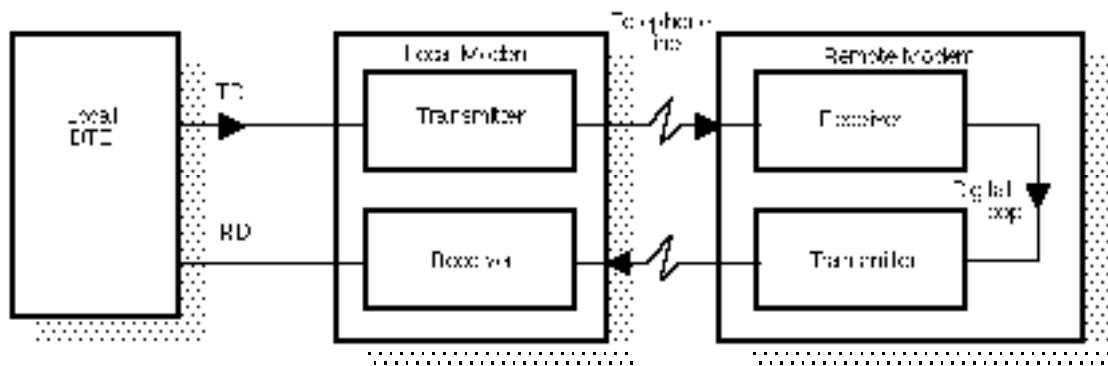 Telephone
Line
Local Modem
Remote Modem
TD
Local
DTE
Transmitter
Receiver
Digital
Loop
RD
Receiver
Transmitter